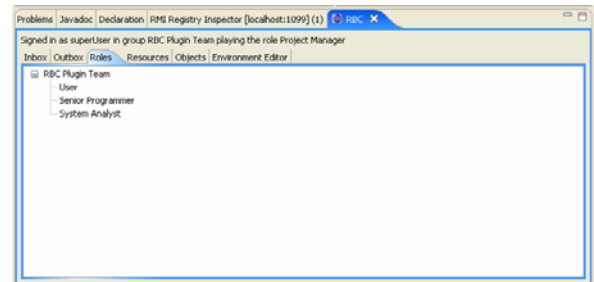 Problems Javadoc Declaration RMI Registry Inspector [localhost:1099] (1) RBC
Signed in as superUser in group RBC Plugin Team playing the role Project Manager
Inbox Outbox Roles Resources Objects Environment Editor
RBC Plugin Team
User
Senior Programmer
System Analyst